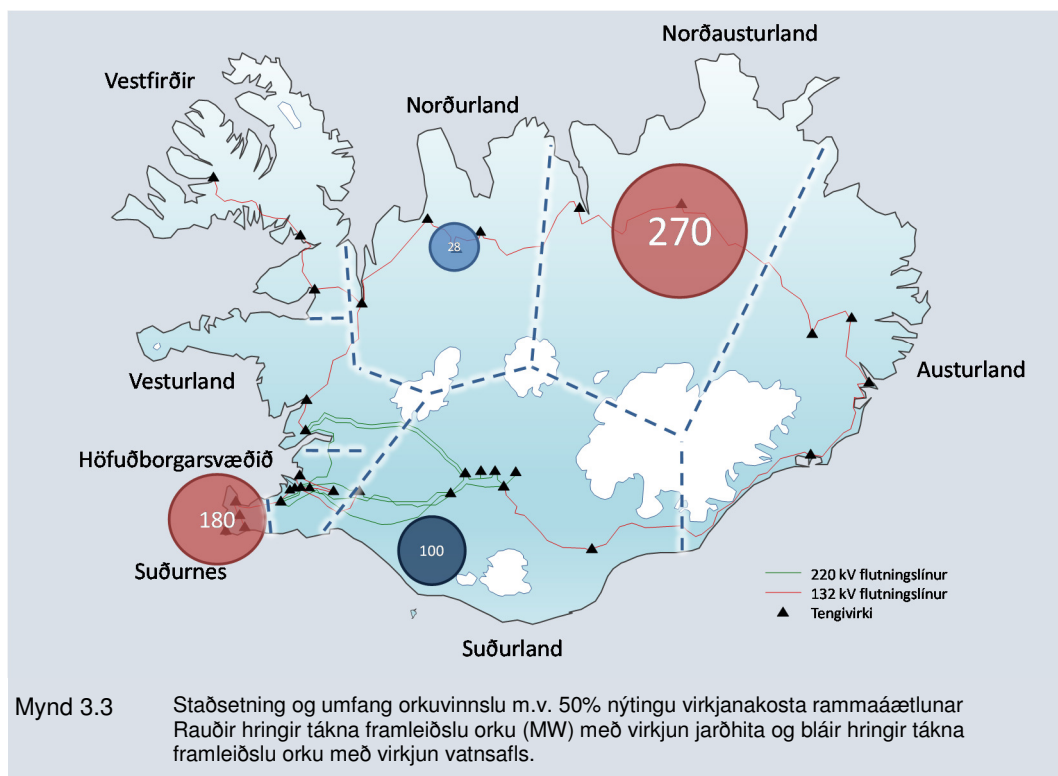 Norðausturland
Vestfirðir
Norðurland
270
28
Vesturland
Austurland
Höfuðborgarsvæðið
180
100
Suðurnes
220 kV flutningslínur
132 kV flutningslínur
Tengivirki
Suðurland
Mynd 3.3
Staðsetning og umfang orkuvinnslu m.v. 50% nýtingu virkjanakosta rammaáætlunar
Rauðir hringir tákna framleiðslu orku (MW) með virkjun jarðhita og bláir hringir tákna
framleiðslu orku með virkjun vatnsafls.